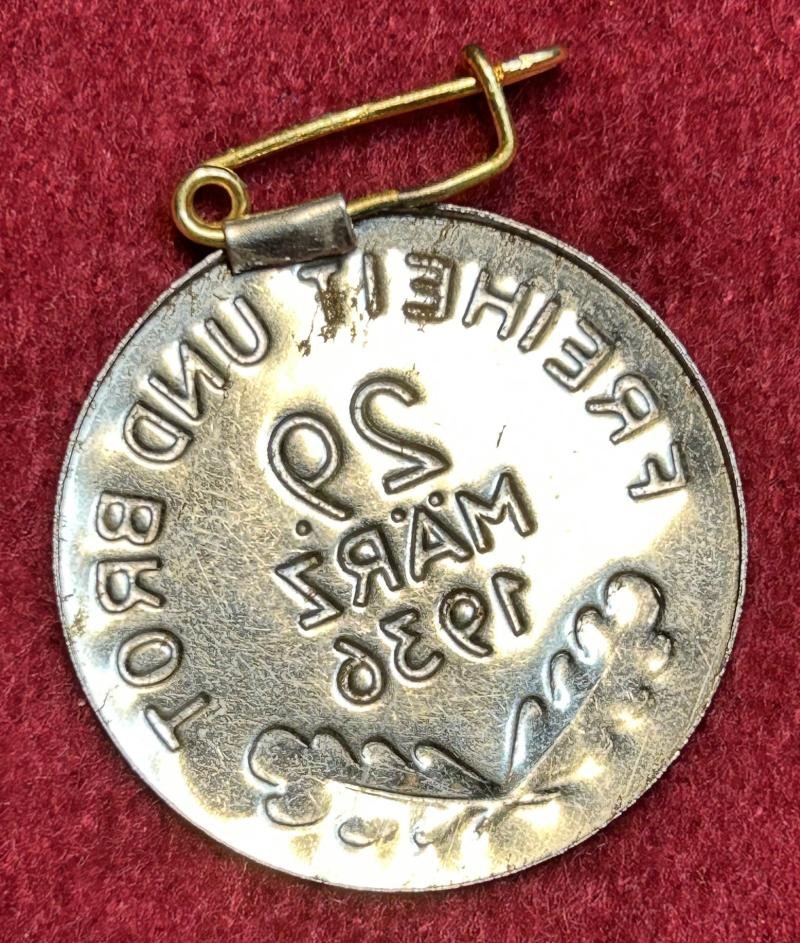 FREIHEIT UND BROT
29.
MÄRZ
1936